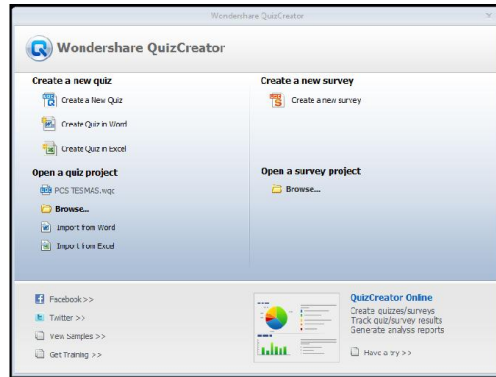 Wondershare QuizCreator
Wondershare QuizCreator
Create a new quiz
Create a New Quiz
Create Quiz in Word
Create Quiz in Excel
Open a quiz project
PCS TESMAS.wqc
Browse...
Import from Word
Import from Excel
Create a new survey
Create a new survey
Open a survey project
Browse...
Facebook >>
Twitter >>
View Samples >>
Get Training >>
QuizCreator Online
Create quizes/surveys
Track quiz/survey results
Generate analysis reports
Have a try >>